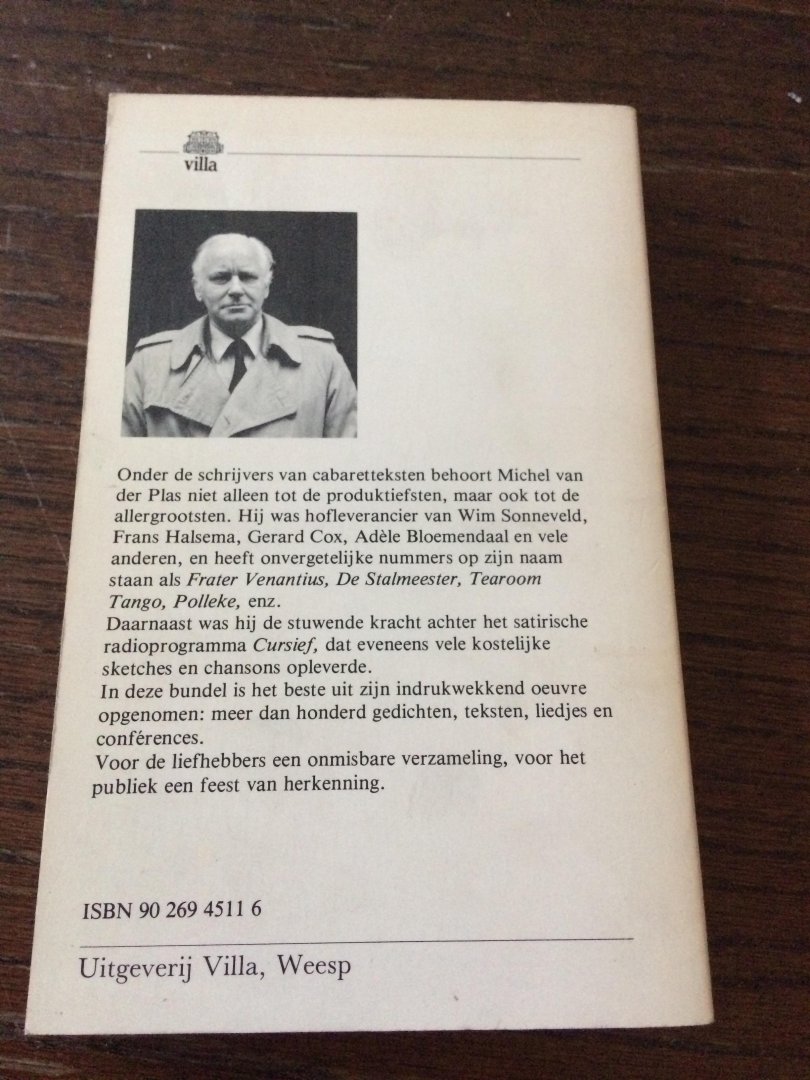 villa
Onder de schrijvers van cabaretteksten behoort Michel van
der Plas niet alleen tot de produktiefsten, maar ook tot de
allergrootsten. Hij was hofleverancier van Wim Sonneveld,
Frans Halsema, Gerard Cox, Adèle Bloemendaal en vele
anderen, en heeft onvergetelijke nummers op zijn naam
staan als Frater Venantius, De Stalmeester, Tearoom
Tango, Polleke, enz.
Daarnaast was hij de stuwende kracht achter het satirische
radioprogramma Cursief, dat eveneens vele kostelijke
sketches en chansons opleverde.
In deze bundel is het beste uit zijn indrukwekkend oeuvre
opgenomen: meer dan honderd gedichten, teksten, liedjes en
conférences.
Voor de liefhebbers een onmisbare verzameling, voor het
publiek een feest van herkenning.
ISBN 90 269 4511 6
Uitgeverij Villa, Weesp